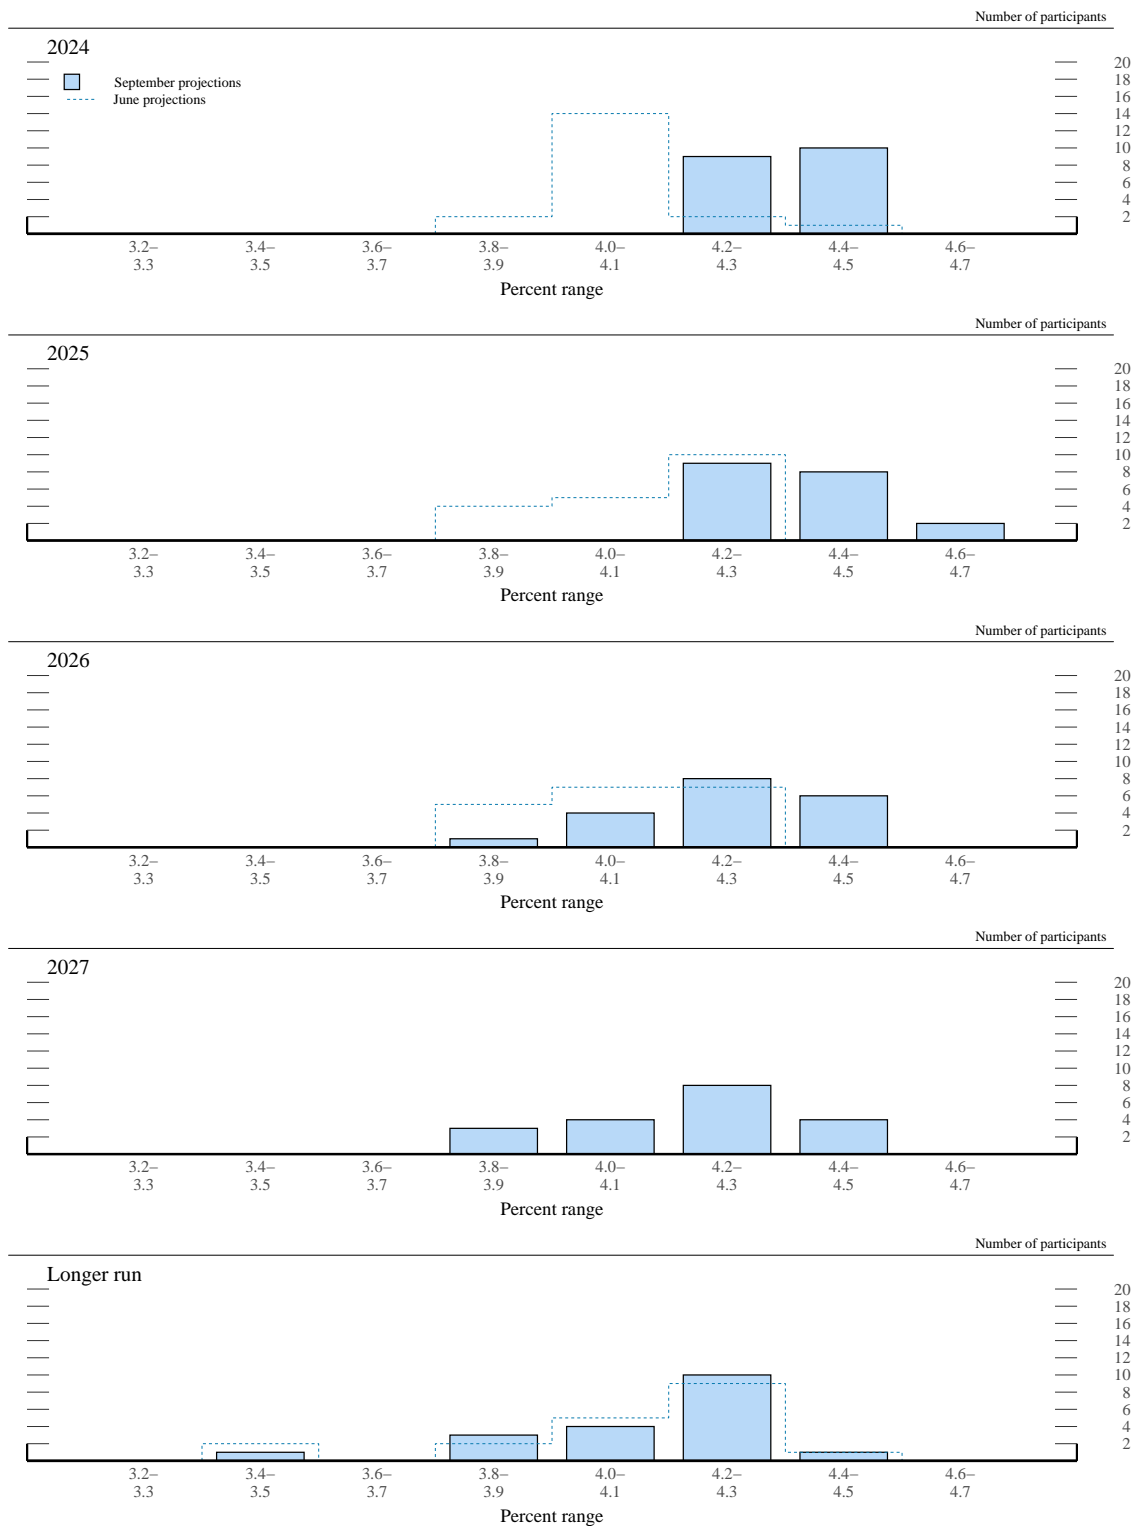 Number of participants
2024
September projections
June projections
20
18
16
14
12
10
8
6
4
2
3.2– 3.4– 3.6– 3.8– 4.0– 4.2– 4.4– 4.6–
3.3 3.5 3.7 3.9 4.1 4.3 4.5 4.7
Percent range
Number of participants
2025
20
18
16
14
12
10
8
6
4
2
3.2– 3.4– 3.6– 3.8– 4.0– 4.2– 4.4– 4.6–
3.3 3.5 3.7 3.9 4.1 4.3 4.5 4.7
Percent range
Number of participants
2026
20
18
16
14
12
10
8
6
4
2
3.2– 3.4– 3.6– 3.8– 4.0– 4.2– 4.4– 4.6–
3.3 3.5 3.7 3.9 4.1 4.3 4.5 4.7
Percent range
Number of participants
2027
20
18
16
14
12
10
8
6
4
2
3.2– 3.4– 3.6– 3.8– 4.0– 4.2– 4.4– 4.6–
3.3 3.5 3.7 3.9 4.1 4.3 4.5 4.7
Percent range
Number of participants
Longer run
20
18
16
14
12
10
8
6
4
2
3.2– 3.4– 3.6– 3.8– 4.0– 4.2– 4.4– 4.6–
3.3 3.5 3.7 3.9 4.1 4.3 4.5 4.7
Percent range